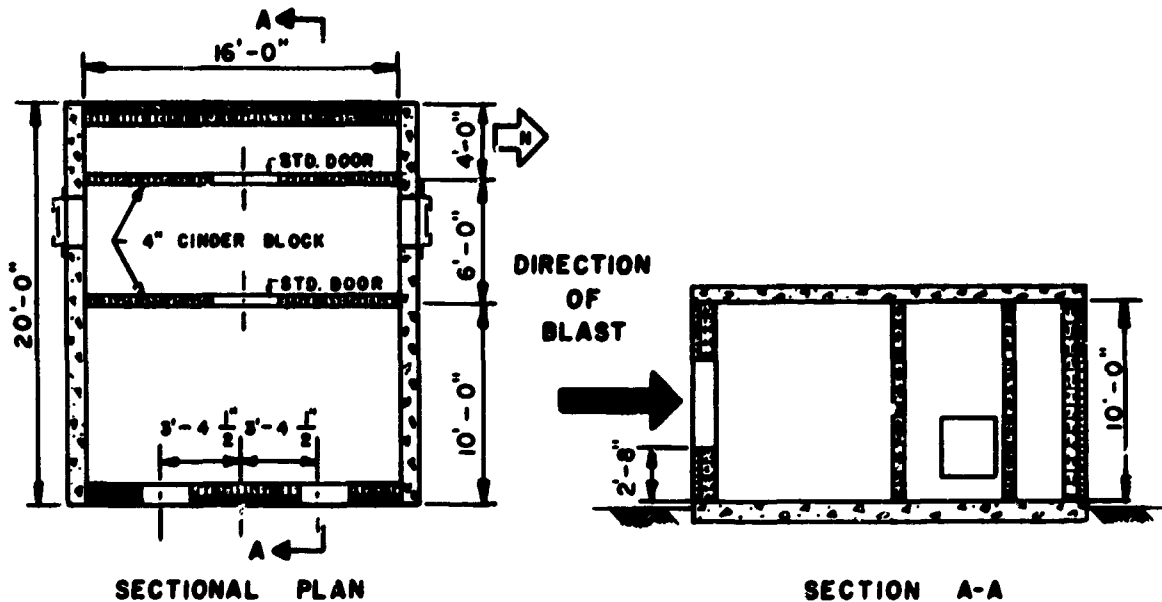 A
16'-0"
N
4'-0"
STD. DOOR
4" CINDER BLOCK
6'-0"
STD. DOOR
20'-0"
10'-0"
3'-4 1/2"
3'-4 1/2"
A
SECTIONAL PLAN
DIRECTION
OF
BLAST
2'-8"
10'-0"
SECTION A-A